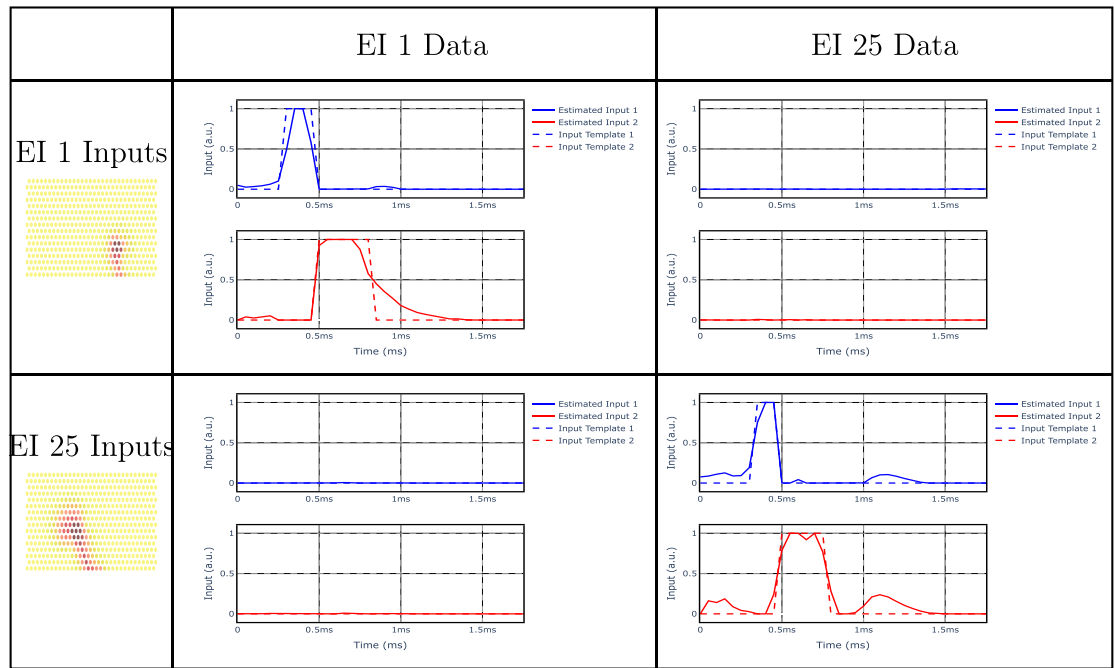 EI 1 Data
EI 25 Data
EI 1 Inputs
Input (a.u.)
1
0.5
0
0
0.5ms
1ms
1.5ms
Estimated Input 1
Estimated Input 2
Input Template 1
Input Template 2
Input (a.u.)
1
0.5
0
0
0.5ms
1ms
1.5ms
Time (ms)
Input (a.u.)
1
0.5
0
0
0.5ms
1ms
1.5ms
Estimated Input 1
Estimated Input 2
Input Template 1
Input Template 2
Input (a.u.)
1
0.5
0
0
0.5ms
1ms
1.5ms
Time (ms)
EI 25 Inputs
Input (a.u.)
1
0.5
0
0
0.5ms
1ms
1.5ms
Estimated Input 1
Estimated Input 2
Input Template 1
Input Template 2
Input (a.u.)
1
0.5
0
0
0.5ms
1ms
1.5ms
Time (ms)
Input (a.u.)
1
0.5
0
0
0.5ms
1ms
1.5ms
Estimated Input 1
Estimated Input 2
Input Template 1
Input Template 2
Input (a.u.)
1
0.5
0
0
0.5ms
1ms
1.5ms
Time (ms)